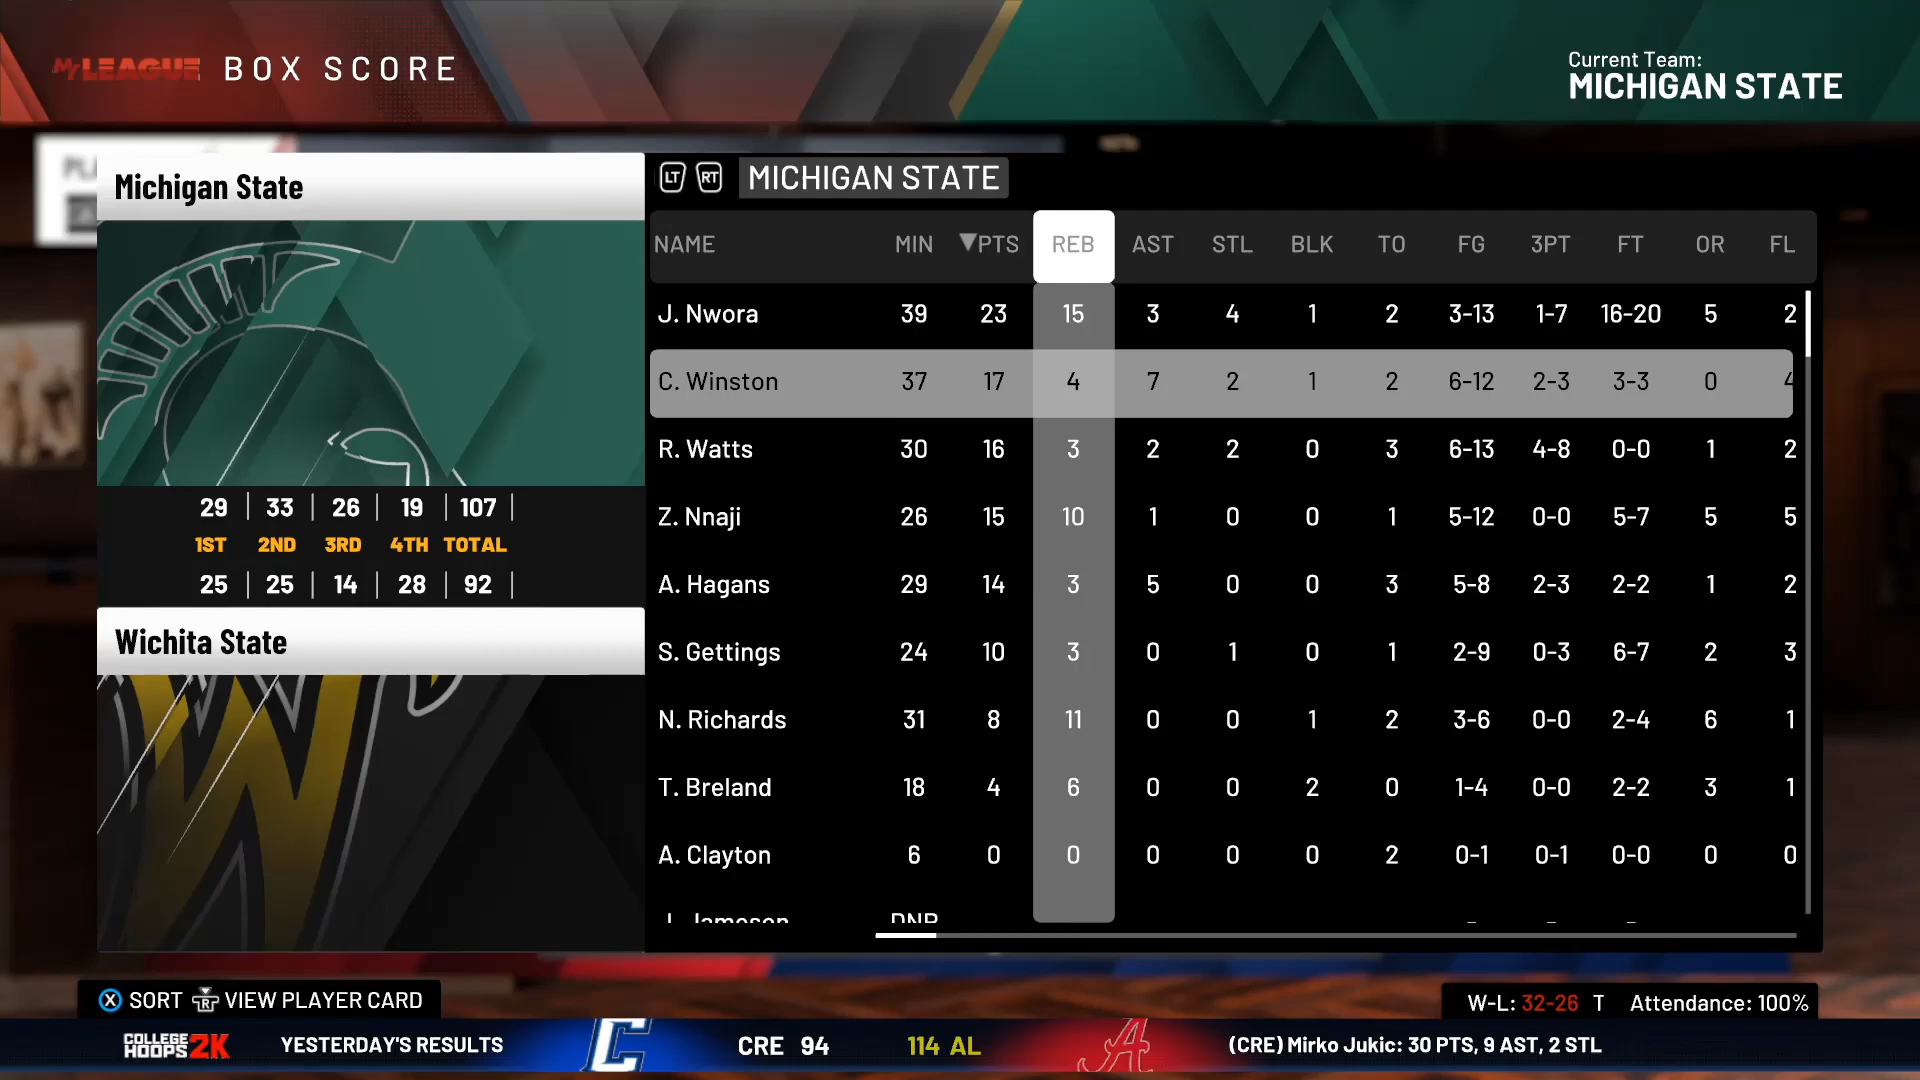 MyLEAGUE BOX SCORE
Current Team:
MICHIGAN STATE
Michigan State
29 | 33 | 26 | 19 | 107 |
1ST 2ND 3RD 4TH TOTAL
25 | 25 | 14 | 28 | 92 |
Wichita State
LT RT MICHIGAN STATE
NAME MIN ▼PTS REB AST STL BLK TO FG 3PT FT OR FL
J. Nwora 39 23 15 3 4 1 2 3-13 1-7 16-20 5 2
C. Winston 37 17 4 7 2 1 2 6-12 2-3 3-3 0 4
R. Watts 30 16 3 2 2 0 3 6-13 4-8 0-0 1 2
Z. Nnaji 26 15 10 1 0 0 1 5-12 0-0 5-7 5 5
A. Hagans 29 14 3 5 0 0 3 5-8 2-3 2-2 1 2
S. Gettings 24 10 3 0 1 0 1 2-9 0-3 6-7 2 3
N. Richards 31 8 11 0 0 1 2 3-6 0-0 2-4 6 1
T. Breland 18 4 6 0 0 2 0 1-4 0-0 2-2 3 1
A. Clayton 6 0 0 0 0 0 2 0-1 0-1 0-0 0 0
DNP - - -
X SORT R VIEW PLAYER CARD
W-L: 32-26 T Attendance: 100%
COLLEGE HOOPS 2K YESTERDAY'S RESULTS C CRE 94 114 AL A (CRE) Mirko Jukic: 30 PTS, 9 AST, 2 STL